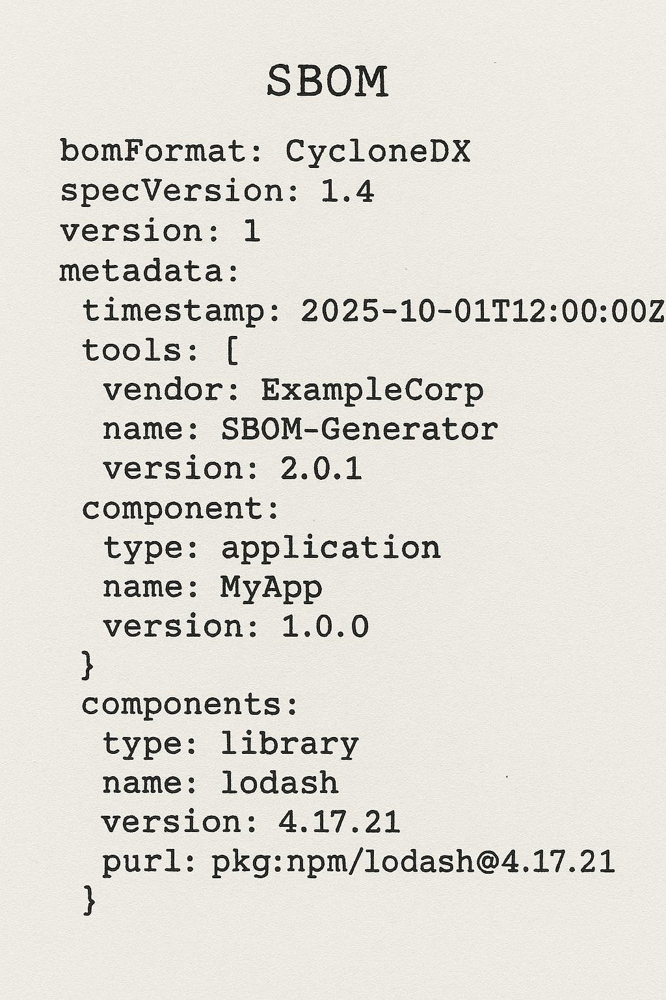 SBOM
bomFormat: CycloneDX
specVersion: 1.4
version: 1
metadata:
timestamp: 2025-10-01T12:00:00Z
tools: [
vendor: ExampleCorp
name: SBOM-Generator
version: 2.0.1
component:
type: application
name: MyApp
version: 1.0.0
}
components:
type: library
name: lodash
version: 4.17.21
purl: pkg:npm/lodash@4.17.21
}